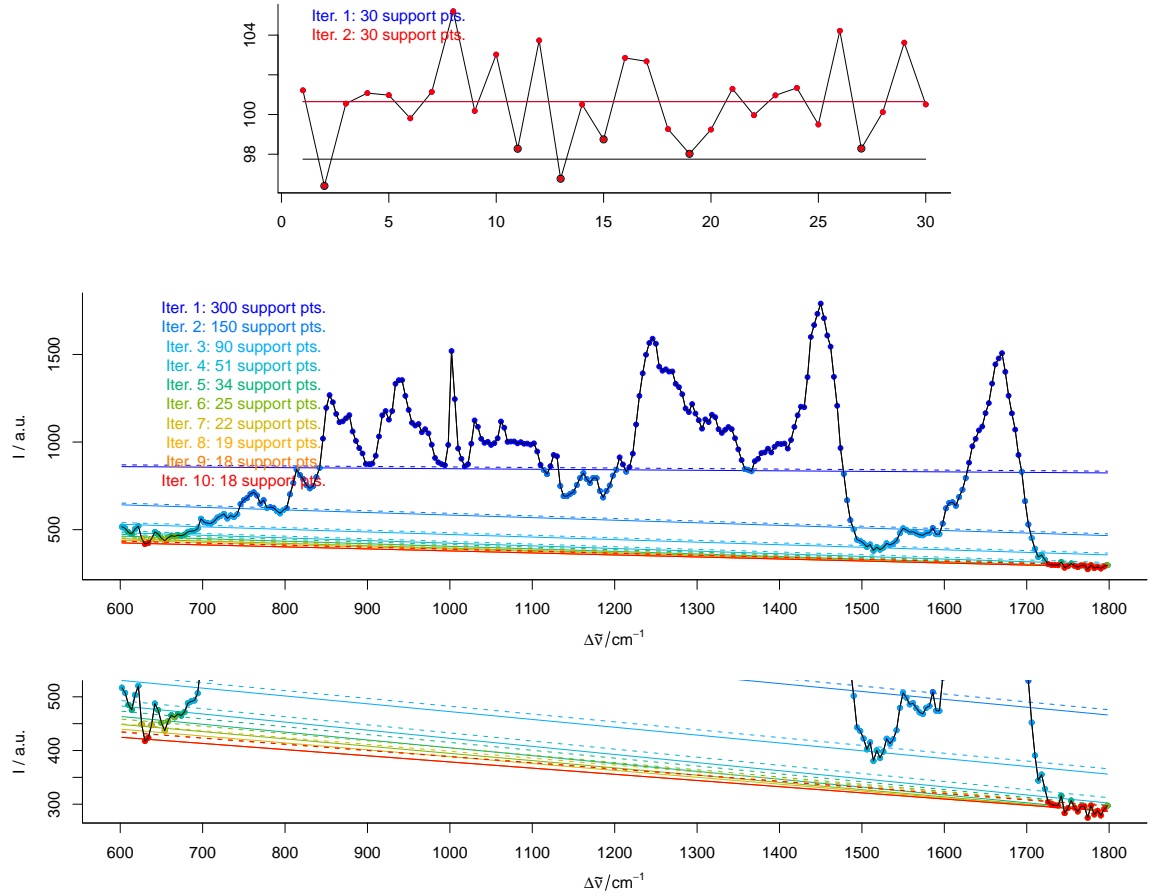 Iter. 1: 30 support pts.
Iter. 2: 30 support pts.
104
100
98
0 5 10 15 20 25 30
Iter. 1: 300 support pts.
Iter. 2: 150 support pts.
Iter. 3: 90 support pts.
Iter. 4: 51 support pts.
Iter. 5: 34 support pts.
Iter. 6: 25 support pts.
Iter. 7: 22 support pts.
Iter. 8: 19 support pts.
Iter. 9: 18 support pts.
Iter. 10: 18 support pts.
1500
1000
500
I / a.u.
600 700 800 900 1000 1100 1200 1300 1400 1500 1600 1700 1800
Δν̃/cm⁻¹
500
400
300
I / a.u.
600 700 800 900 1000 1100 1200 1300 1400 1500 1600 1700 1800
Δν̃/cm⁻¹